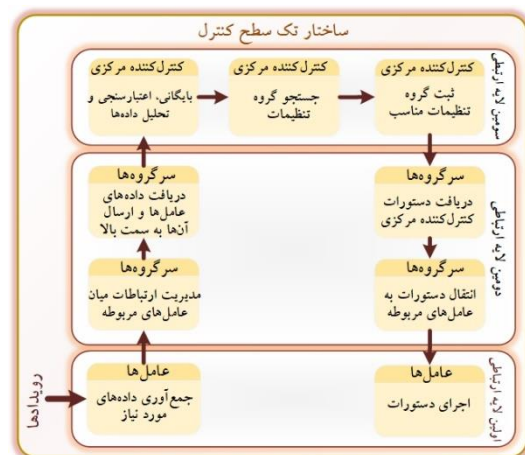 ساختار تک سطح کنترل
سومین لایه ارتباطی
کنترل‌کننده مرکزی
ثبت گروه
تنظیمات مناسب
کنترل‌کننده مرکزی
جستجو گروه
تنظیمات
کنترل‌کننده مرکزی
بایگانی، اعتبارسنجی و
تحلیل داده‌ها
دومین لایه ارتباطی
سرگروه‌ها
دریافت دستورات
کنترل‌کننده مرکزی
سرگروه‌ها
دریافت داده‌های
عامل‌ها و ارسال
آن‌ها به سمت بالا
سرگروه‌ها
انتقال دستورات به
عامل‌های مربوطه
سرگروه‌ها
مدیریت ارتباطات میان
عامل‌های مربوطه
اولین لایه ارتباطی
عامل‌ها
اجرای دستورات
عامل‌ها
جمع‌آوری داده‌های
مورد نیاز
رویدادها